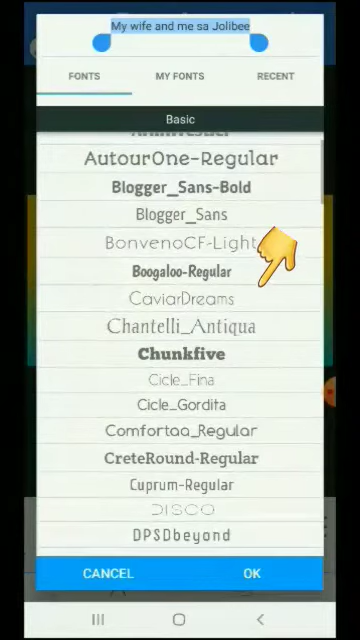 My wife and me sa Jolibee
FONTS
MY FONTS
RECENT
Basic
AutourOne-Regular
Blogger_Sans-Bold
Blogger_Sans
BonvenoCF-Light
Boogaloo-Regular
CaviarDreams
Chantelli_Antiqua
Chunkfive
Cicle_Fina
Cicle_Gordita
Comfortaa_Regular
CreteRound-Regular
Cuprum-Regular
DISCO
DPSDbeyond
CANCEL
OK